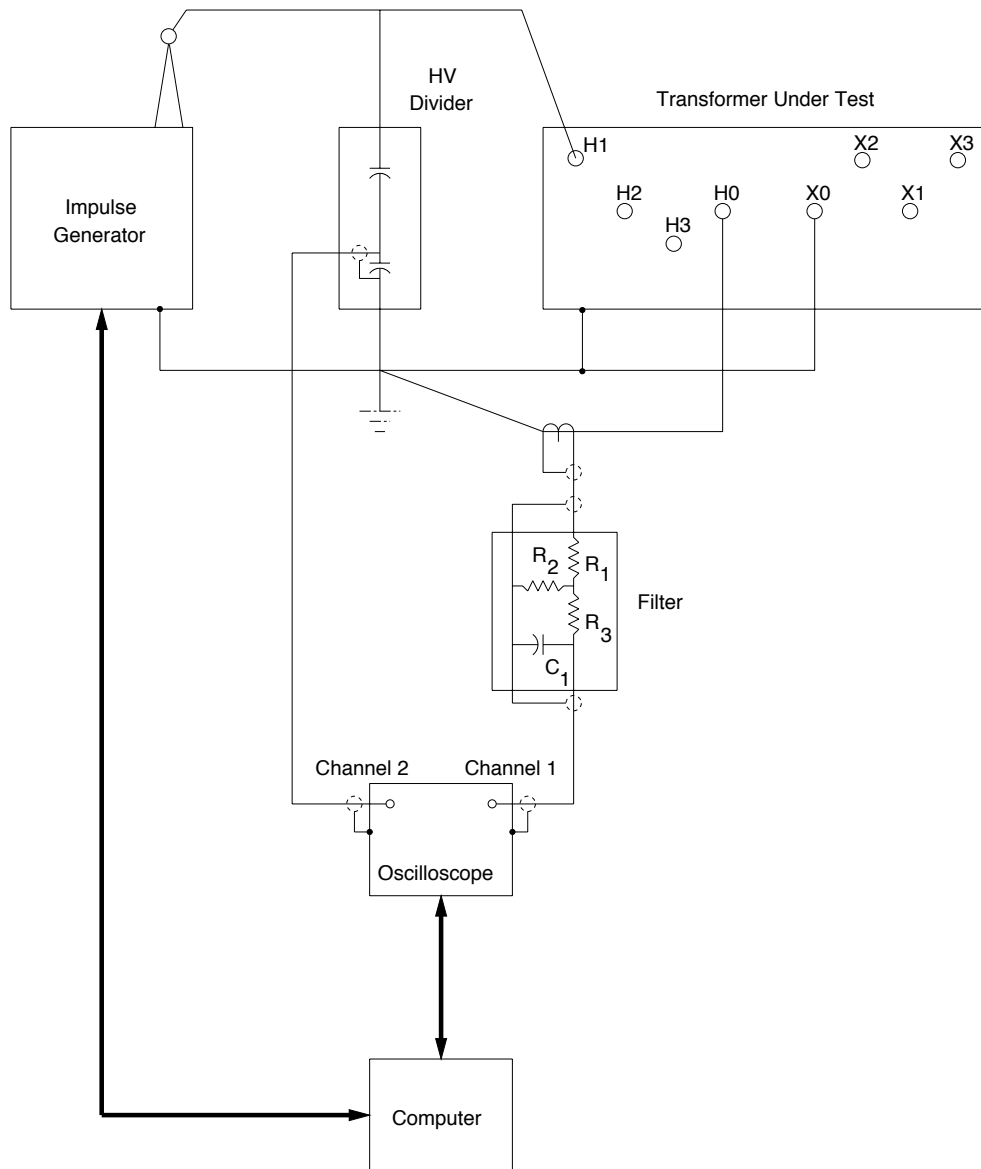 HV
Divider
Transformer Under Test
Impulse
Generator
H1
H2
H3
H0
X0
X2
X1
X3
R2
R1
R3
C1
Filter
Channel 2
Channel 1
Oscilloscope
Computer